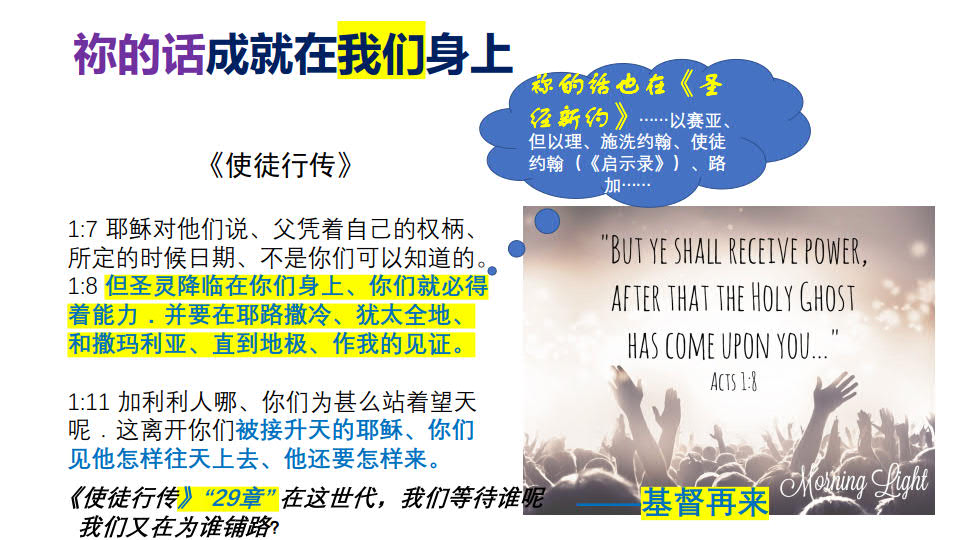 祢的话成就在我们身上
祢的话也在《圣
经新约》……以赛亚、
但以理、施洗约翰、使徒
约翰（《启示录》）、路
加……
《使徒行传》
1:7 耶稣对他们说、父凭着自己的权柄、
所定的时候日期、不是你们可以知道的。
1:8 但圣灵降临在你们身上、你们就必得
着能力．并要在耶路撒冷、犹太全地、
和撒玛利亚、直到地极、作我的见证。
1:11 加利利人哪、你们为甚么站着望天
呢．这离开你们被接升天的耶稣、你们
见他怎样往天上去、他还要怎样来。
《使徒行传》“29章”在这世代，我们等待谁呢
我们又在为谁铺路?
"BUT YE SHALL RECEIVE POWER,
AFTER THAT THE HOLY GHOST
HAS COME UPON YOU..."
ACTS 1:8
Morning Light
——基督再来